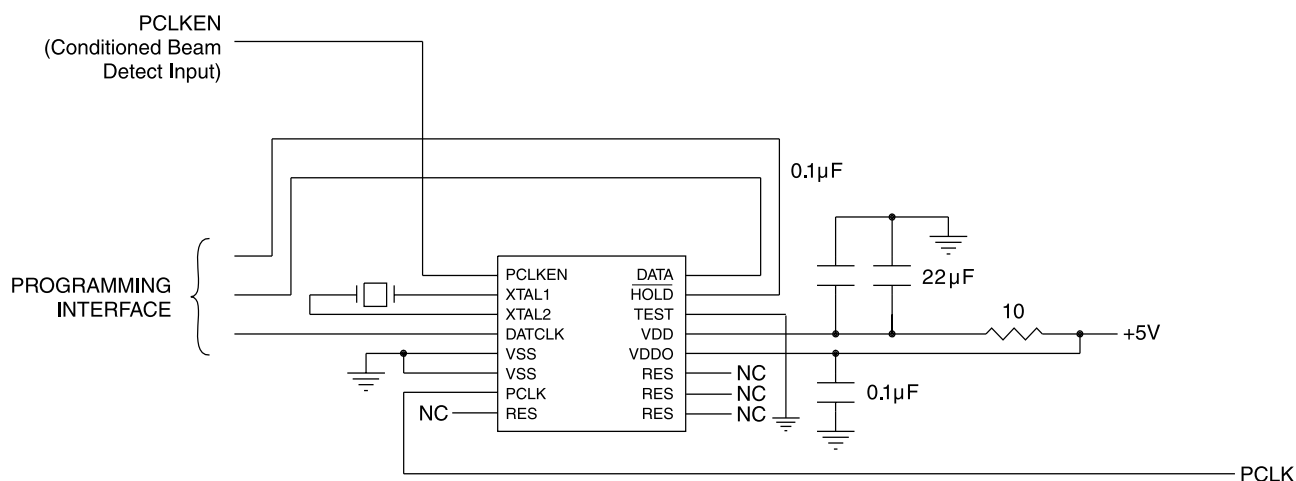 PCLKEN
(Conditioned Beam
Detect Input)
0.1µF
22µF
10
+5V
PROGRAMMING
INTERFACE
PCLKEN
XTAL1
XTAL2
DATCLK
VSS
VSS
PCLK
RES
DATA
HOLD
TEST
VDD
VDDO
RES
RES
RES
NC
NC
NC
NC
0.1µF
PCLK